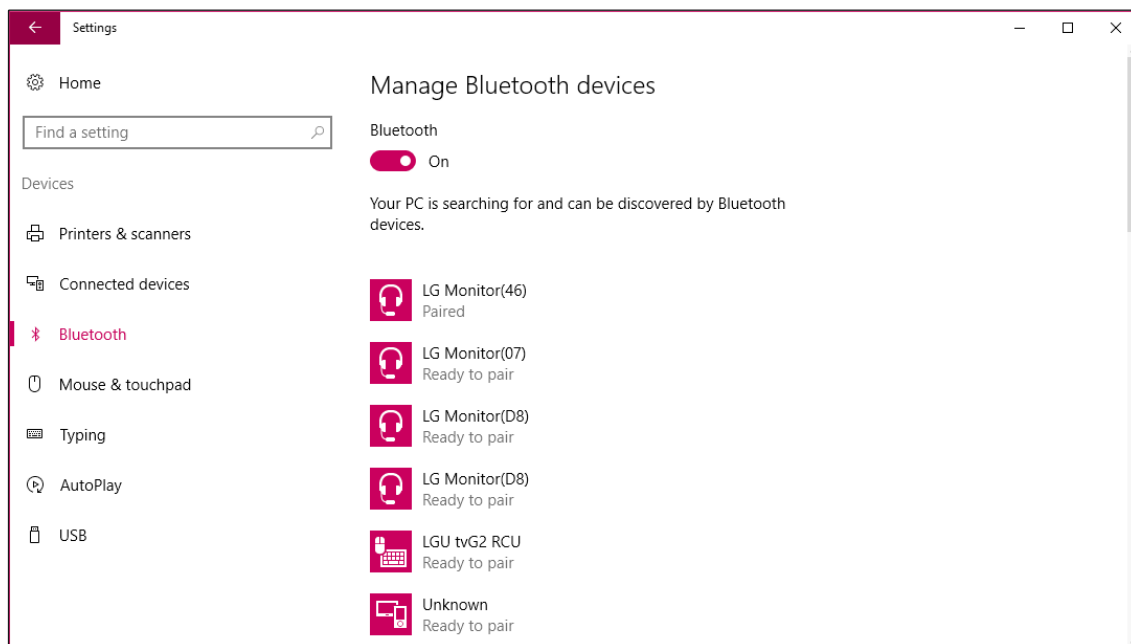 Settings
Home
Find a setting
Devices
Printers & scanners
Connected devices
Bluetooth
Mouse & touchpad
Typing
AutoPlay
USB
Manage Bluetooth devices
Bluetooth
On
Your PC is searching for and can be discovered by Bluetooth
devices.
LG Monitor(46)
Paired
LG Monitor(07)
Ready to pair
LG Monitor(D8)
Ready to pair
LG Monitor(D8)
Ready to pair
LGU tvG2 RCU
Ready to pair
Unknown
Ready to pair